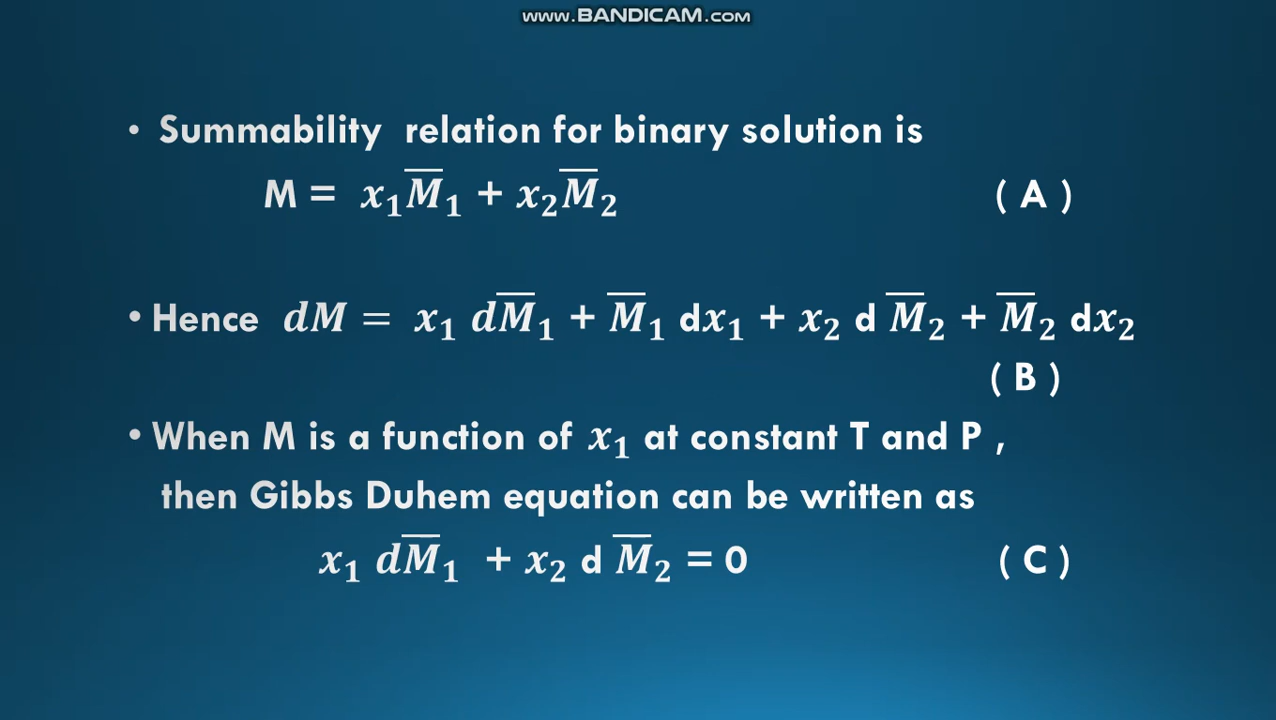 www.BANDICAM.com
• Summability relation for binary solution is
M = x₁M̅₁ + x₂M̅₂ ( A )
• Hence dM = x₁ dM̅₁ + M̅₁ dx₁ + x₂ d M̅₂ + M̅₂ dx₂
( B )
• When M is a function of x₁ at constant T and P ,
then Gibbs Duhem equation can be written as
x₁ dM̅₁ + x₂ d M̅₂ = 0 ( C )